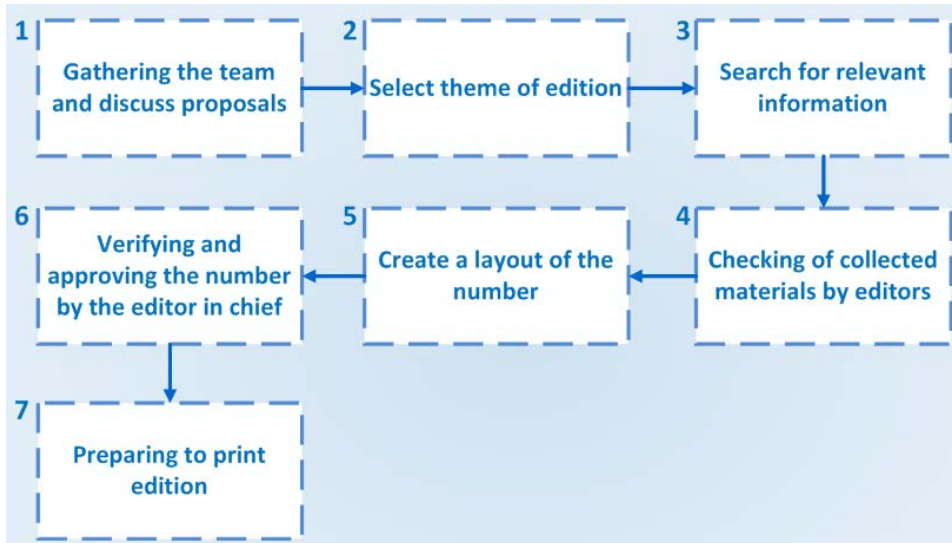 1
Gathering the team
and discuss proposals
2
Select theme of edition
3
Search for relevant
information
4
Checking of collected
materials by editors
5
Create a layout of the
number
6
Verifying and
approving the number
by the editor in chief
7
Preparing to print
edition